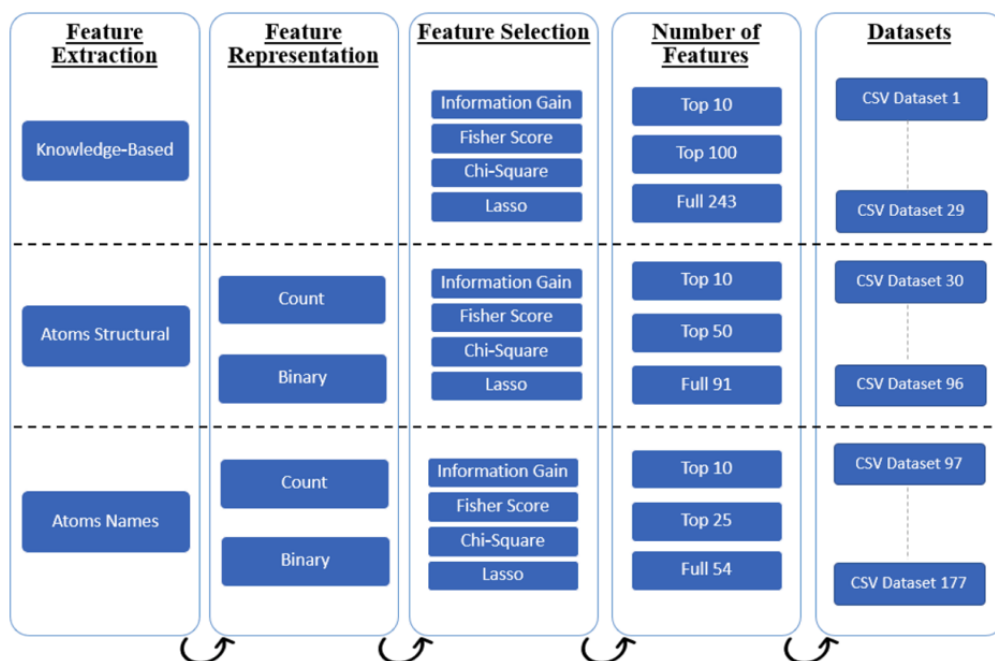 Feature
Extraction
Feature
Representation
Feature Selection
Number of
Features
Datasets
Knowledge-Based
Information Gain
Fisher Score
Chi-Square
Lasso
Top 10
Top 100
Full 243
CSV Dataset 1
CSV Dataset 29
Atoms Structural
Count
Binary
Information Gain
Fisher Score
Chi-Square
Lasso
Top 10
Top 50
Full 91
CSV Dataset 30
CSV Dataset 96
Atoms Names
Count
Binary
Information Gain
Fisher Score
Chi-Square
Lasso
Top 10
Top 25
Full 54
CSV Dataset 97
CSV Dataset 177